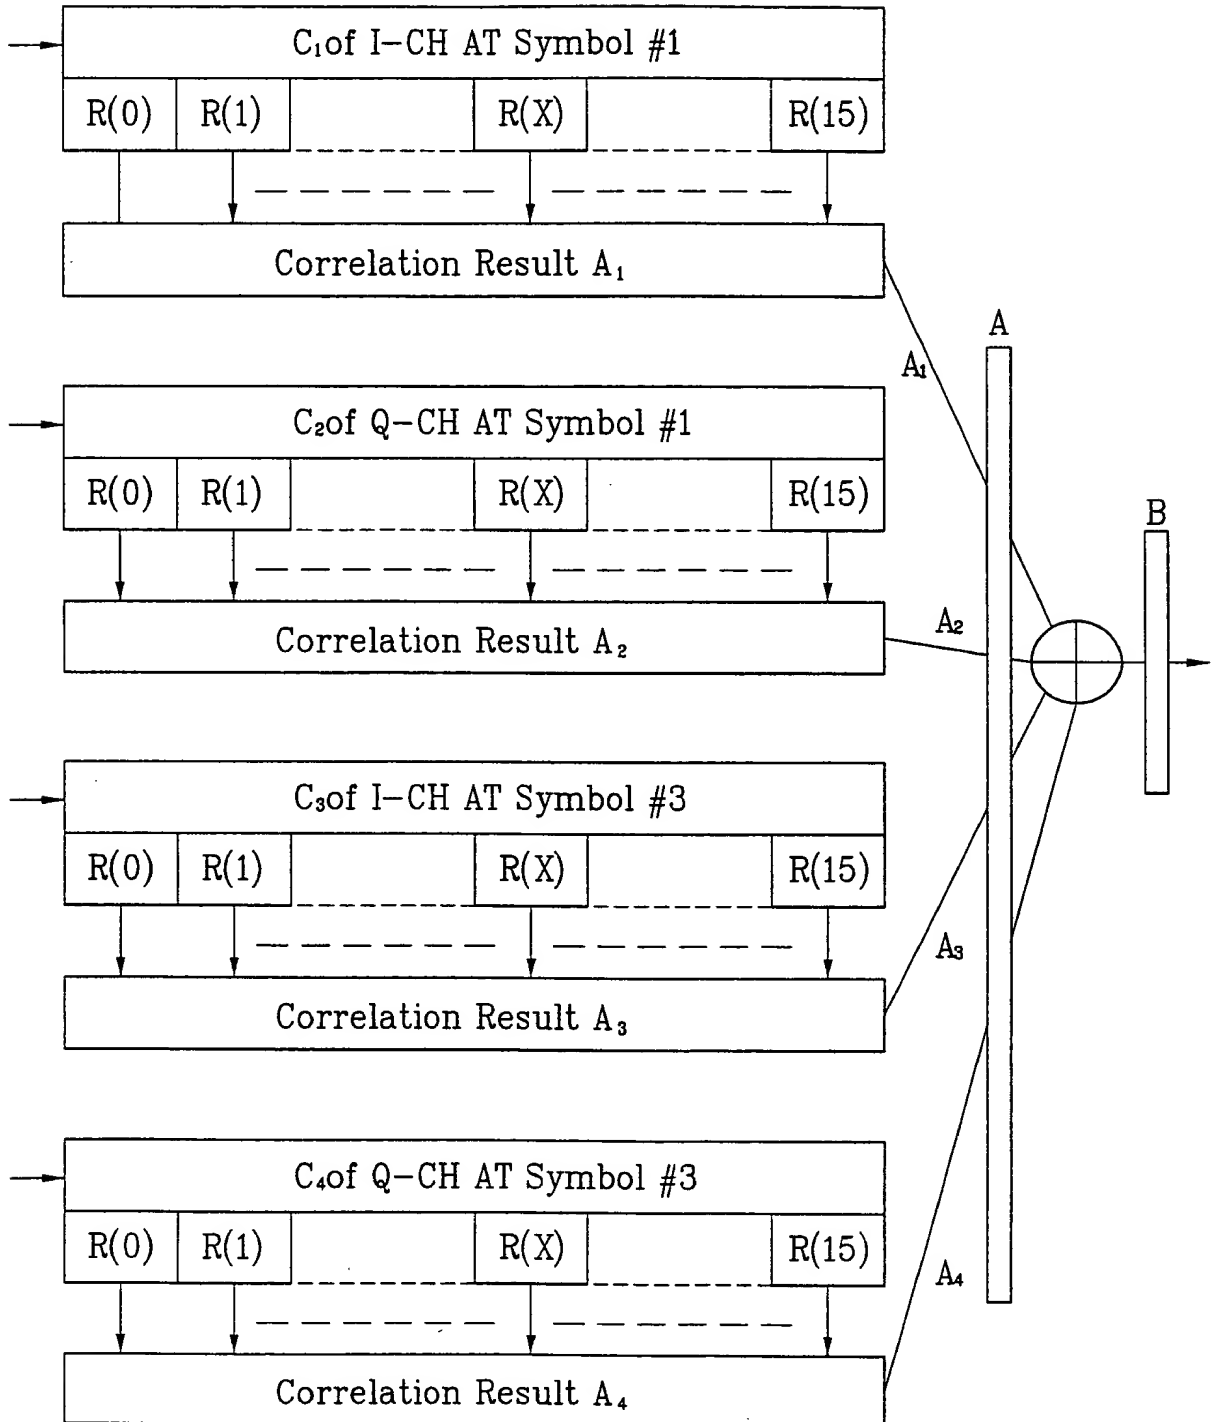 C₁of I-CH AT Symbol #1
R(0) R(1) R(X) R(15)
Correlation Result A₁
A₁
A
C₂of Q-CH AT Symbol #1
R(0) R(1) R(X) R(15)
Correlation Result A₂
A₂
B
C₃of I-CH AT Symbol #3
R(0) R(1) R(X) R(15)
Correlation Result A₃
A₃
C₄of Q-CH AT Symbol #3
R(0) R(1) R(X) R(15)
Correlation Result A₄
A₄